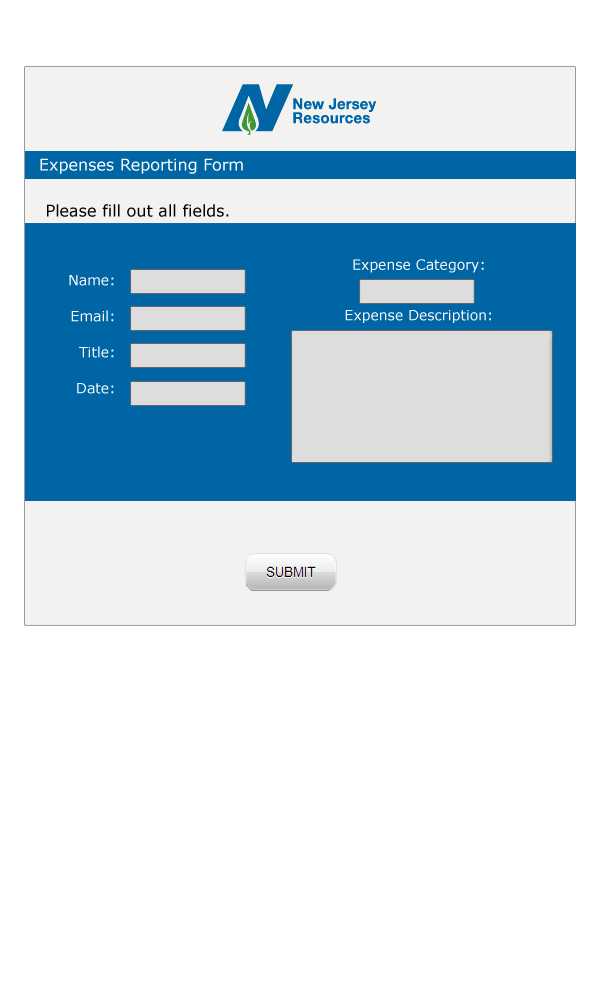 New Jersey
Resources
Expenses Reporting Form
Please fill out all fields.
Name:
Email:
Title:
Date:
Expense Category:
Expense Description:
SUBMIT